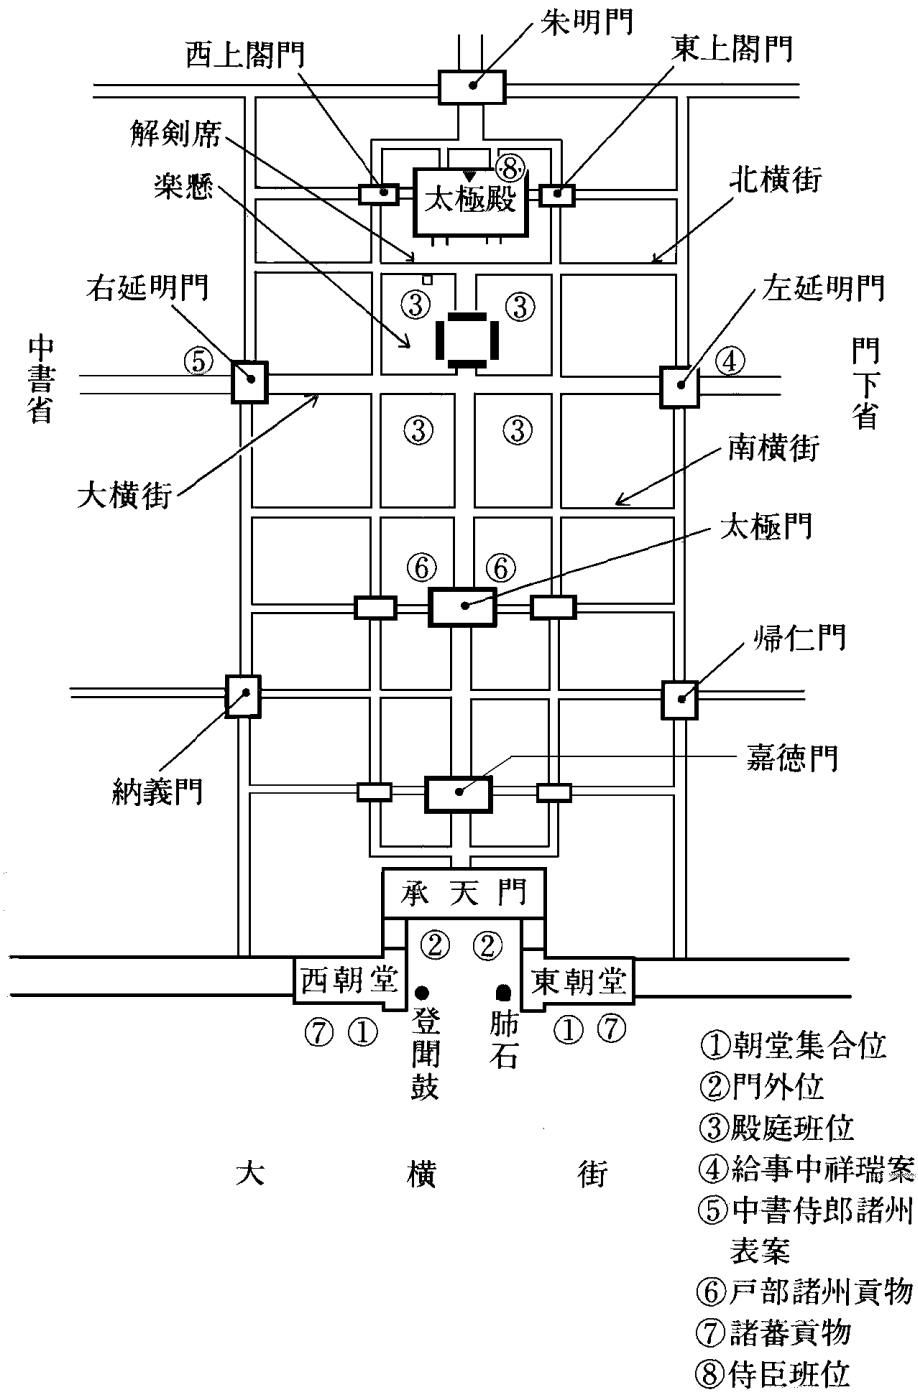 朱明門
西上閤門
東上閤門
解剣席
⑧
楽懸
太極殿
北横街
右延明門
③
③
左延明門
中書省
⑤
④
門下省
③
③
大横街
南横街
太極門
⑥
⑥
帰仁門
納義門
嘉徳門
承天門
②
②
西朝堂
東朝堂
⑦
①
登聞鼓
肺石
①
⑦
大横街
①朝堂集合位
②門外位
③殿庭班位
④給事中祥瑞案
⑤中書侍郎諸州
表案
⑥戸部諸州貢物
⑦諸蕃貢物
⑧侍臣班位